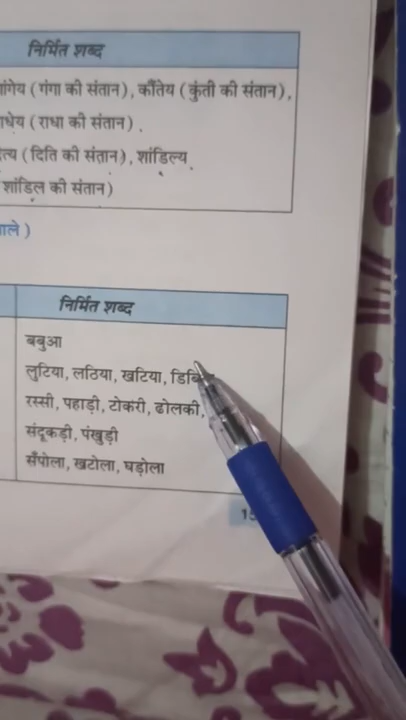 निर्मित शब्द
(गंगा की संतान), कौंतेय (कुंती की संतान),
(राधा की संतान)
(दिति की संतान), शांडिल्य
शांडिल की संतान)
निर्मित शब्द
बबुआ
लुटिया, लठिया, खटिया,
रस्सी, पहाड़ी, टोकरी, ढोलकी,
संदूकड़ी, पंखुड़ी
सँपोला, खटोला, घड़ोला